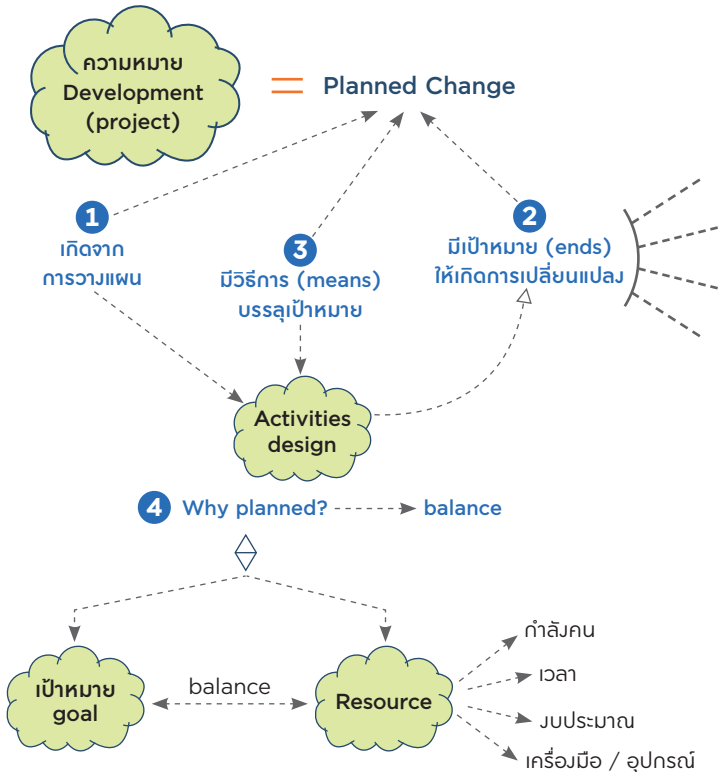 ความหมาย
Development
(project)
= Planned Change
1
เกิดจาก
การวางแผน
3
มีวิธีการ (means)
บรรลุเป้าหมาย
2
มีเป้าหมาย (ends)
ให้เกิดการเปลี่ยนแปลง
Activities
design
4 Why planned? balance
เป้าหมาย
goal
balance
Resource
กำลังคน
เวลา
งบประมาณ
เครื่องมือ / อุปกรณ์